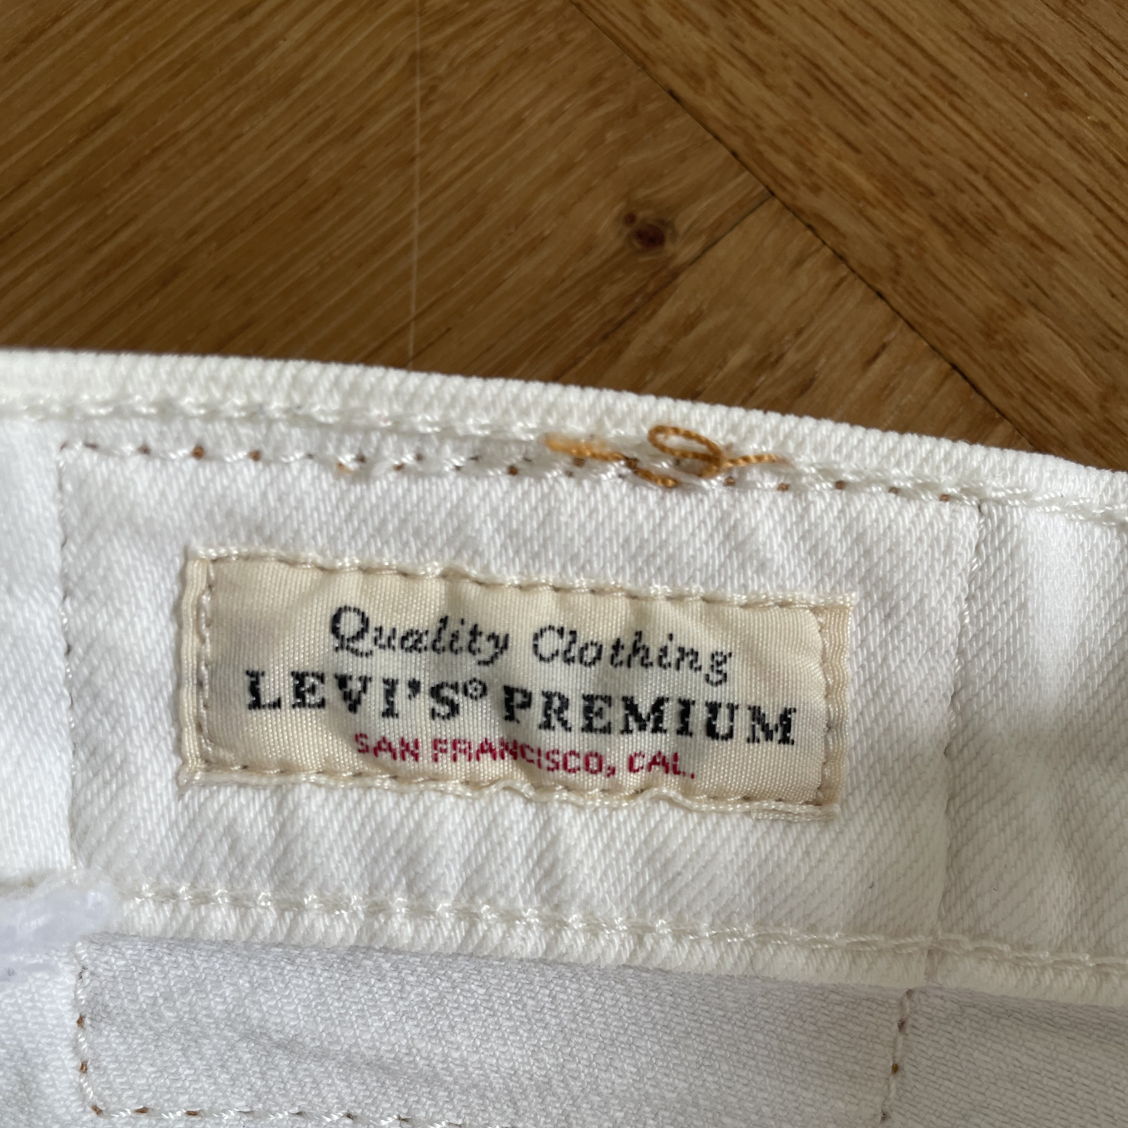 Quality Clothing
LEVI'S® PREMIUM
SAN FRANCISCO, CAL.